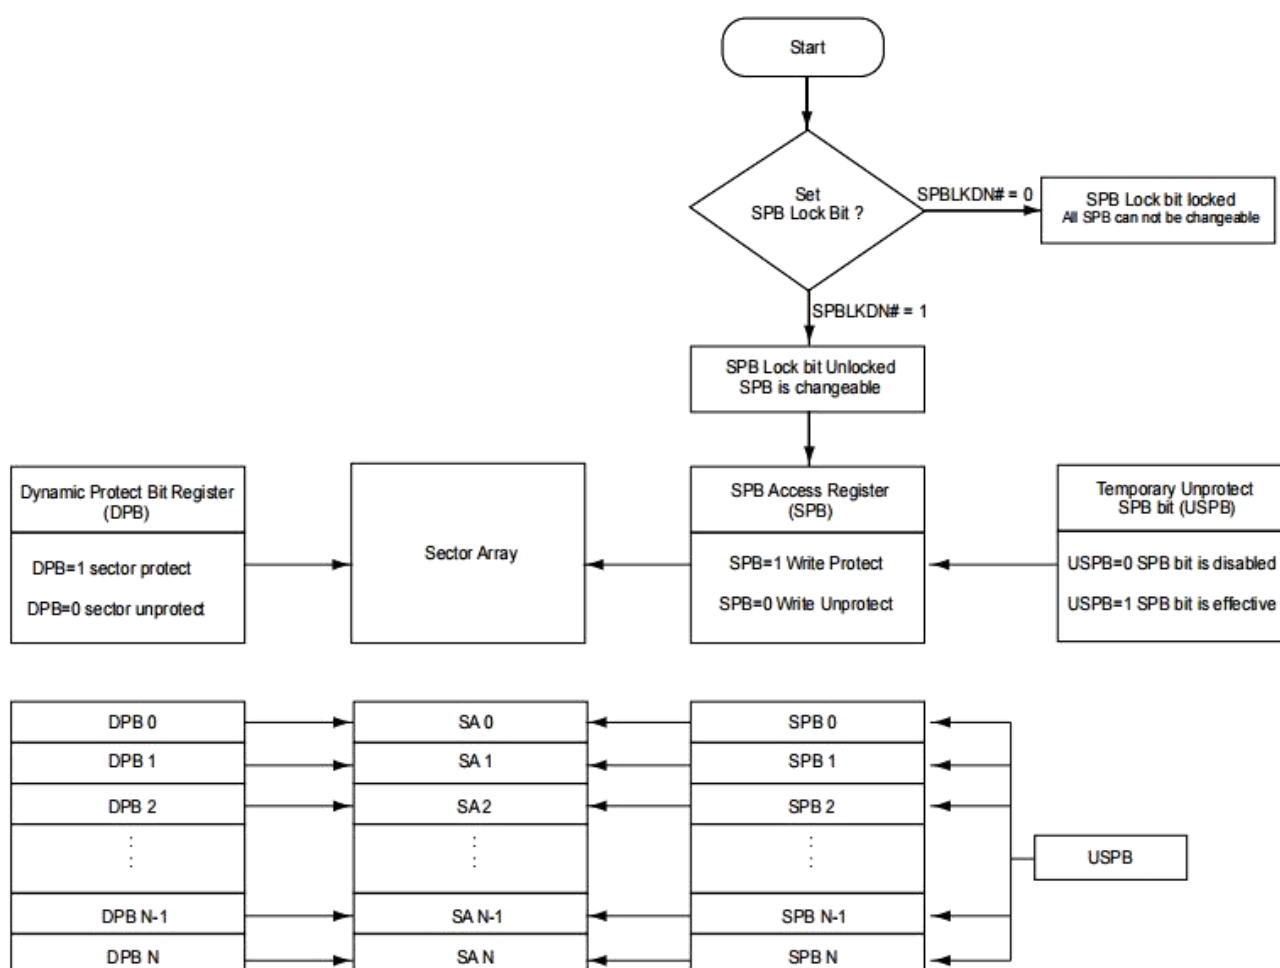 Start
Set
SPB Lock Bit ?
SPBLKDN# = 0
SPB Lock bit locked
All SPB can not be changeable
SPBLKDN# = 1
SPB Lock bit Unlocked
SPB is changeable
Dynamic Protect Bit Register
(DPB)
DPB=1 sector protect
DPB=0 sector unprotect
Sector Array
SPB Access Register
(SPB)
SPB=1 Write Protect
SPB=0 Write Unprotect
Temporary Unprotect
SPB bit (USPB)
USPB=0 SPB bit is disabled
USPB=1 SPB bit is effective
DPB 0
SA 0
SPB 0
DPB 1
SA 1
SPB 1
DPB 2
SA 2
SPB 2
:
:
:
:
:
:
USPB
DPB N-1
SA N-1
SPB N-1
DPB N
SA N
SPB N